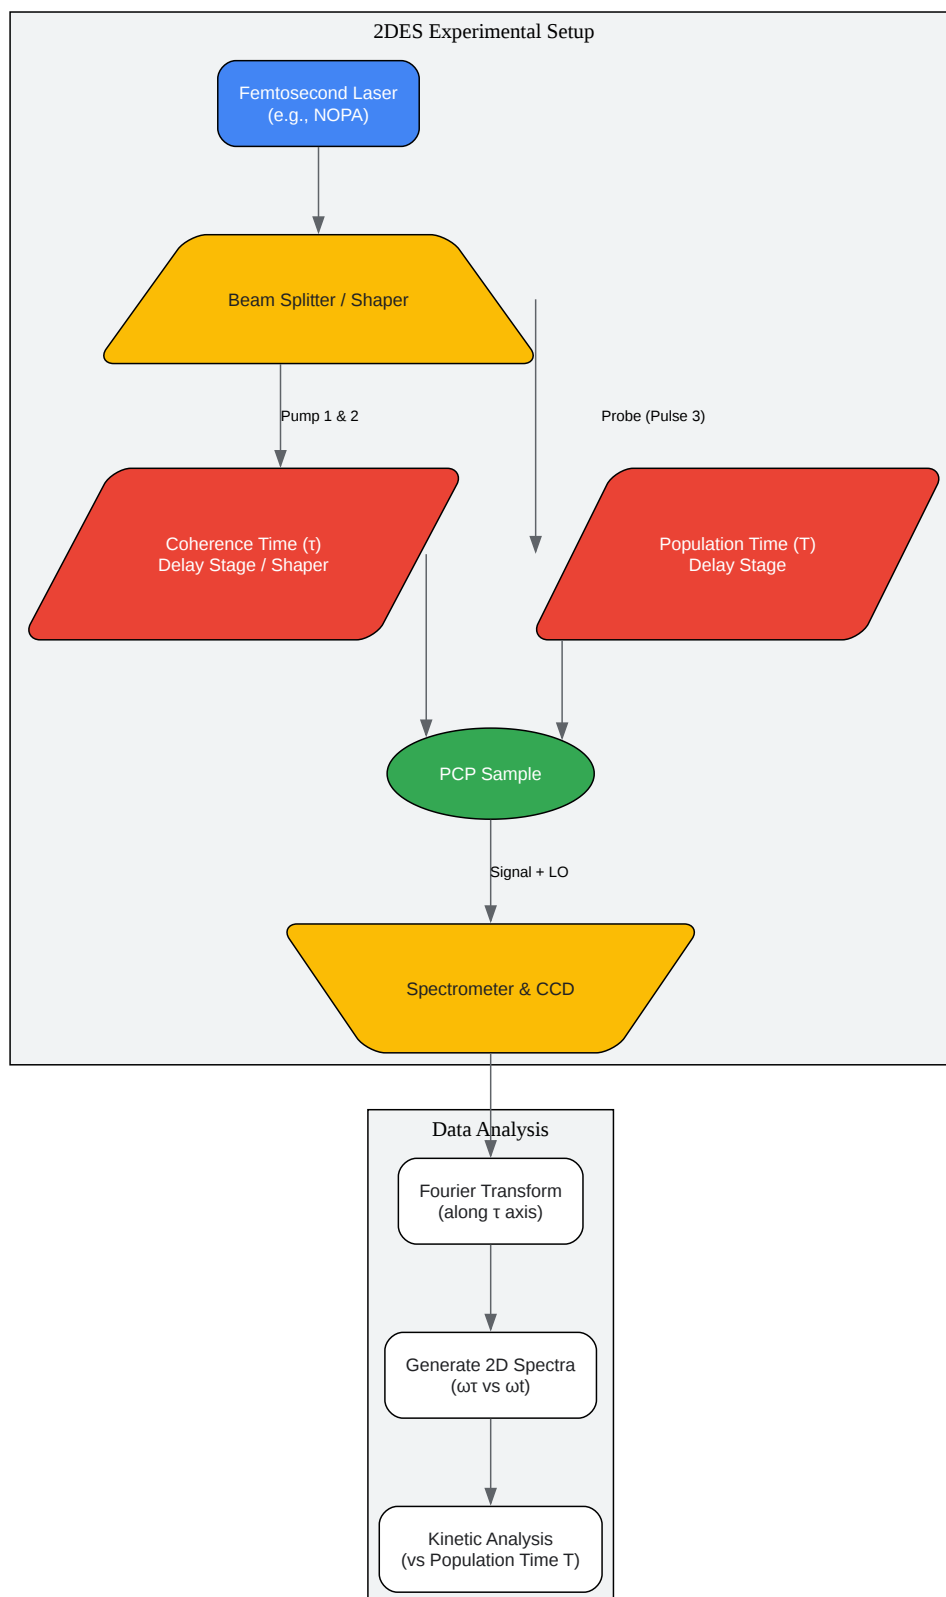 2DES Experimental Setup
Femtosecond Laser
(e.g., NOPA)
Beam Splitter / Shaper
Pump 1 & 2
Probe (Pulse 3)
Coherence Time (τ)
Delay Stage / Shaper
Population Time (T)
Delay Stage
PCP Sample
Signal + LO
Spectrometer & CCD
Data Analysis
Fourier Transform
(along τ axis)
Generate 2D Spectra
(ωτ vs ωt)
Kinetic Analysis
(vs Population Time T)